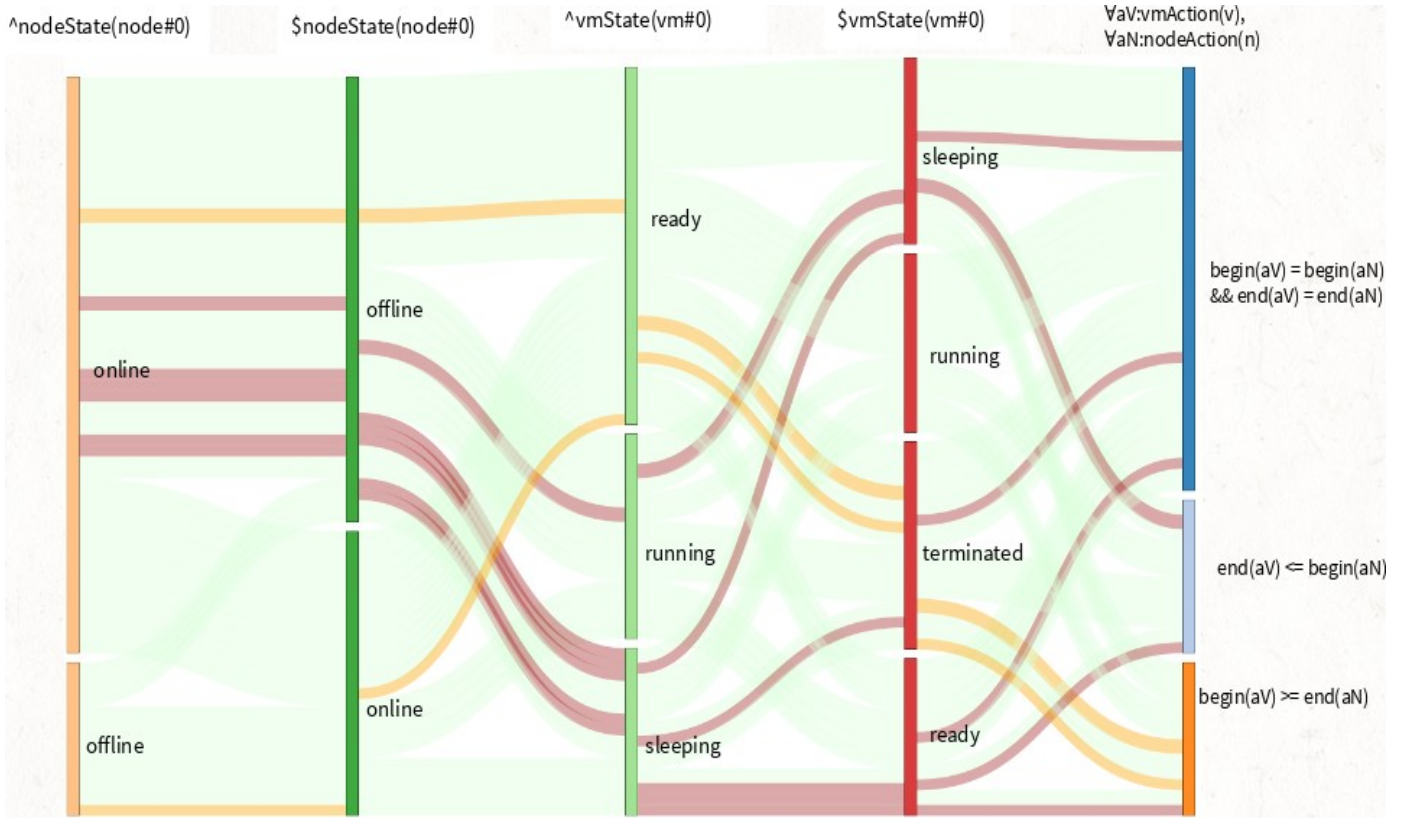 ^nodeState(node#0)
$nodeState(node#0)
^vmState(vm#0)
$vmState(vm#0)
∀aV:vmAction(v),
∀aN:nodeAction(n)
online
offline
offline
online
ready
running
sleeping
sleeping
running
terminated
ready
begin(aV) = begin(aN)
&& end(aV) = end(aN)
end(aV) <= begin(aN)
begin(aV) >= end(aN)